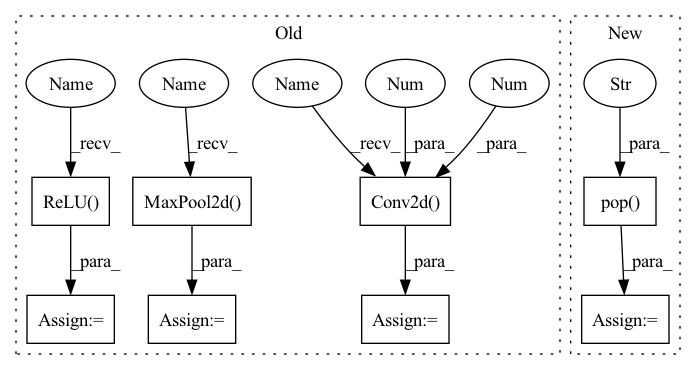 Old
New
Name
Name
Name
Num
Num
Str
_recv_
_recv_
_recv_
_para_
_para_
_para_
ReLU()
MaxPool2d()
Conv2d()
pop()
_para_
_para_
_para_
_para_
Assign:=
Assign:=
Assign:=
Assign:=